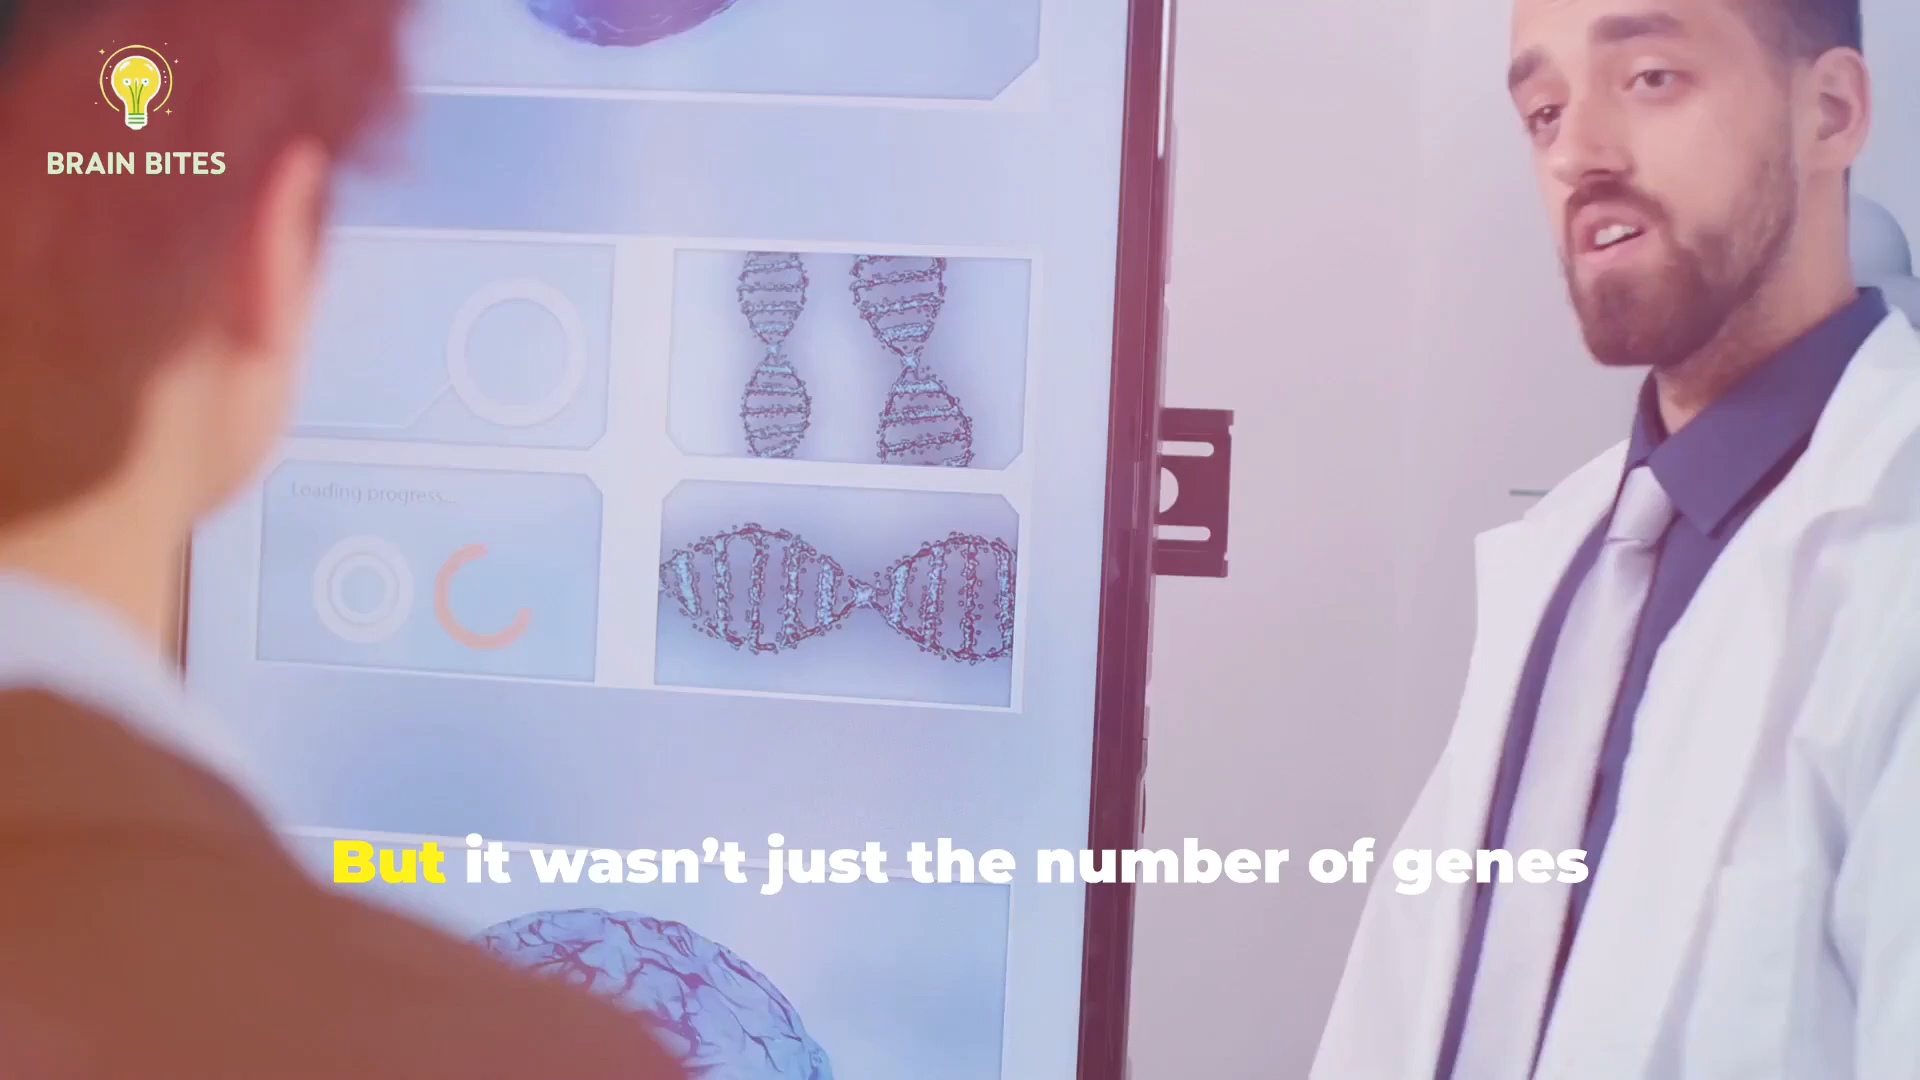 BRAIN BITES
Loading progress...
But it wasn’t just the number of genes